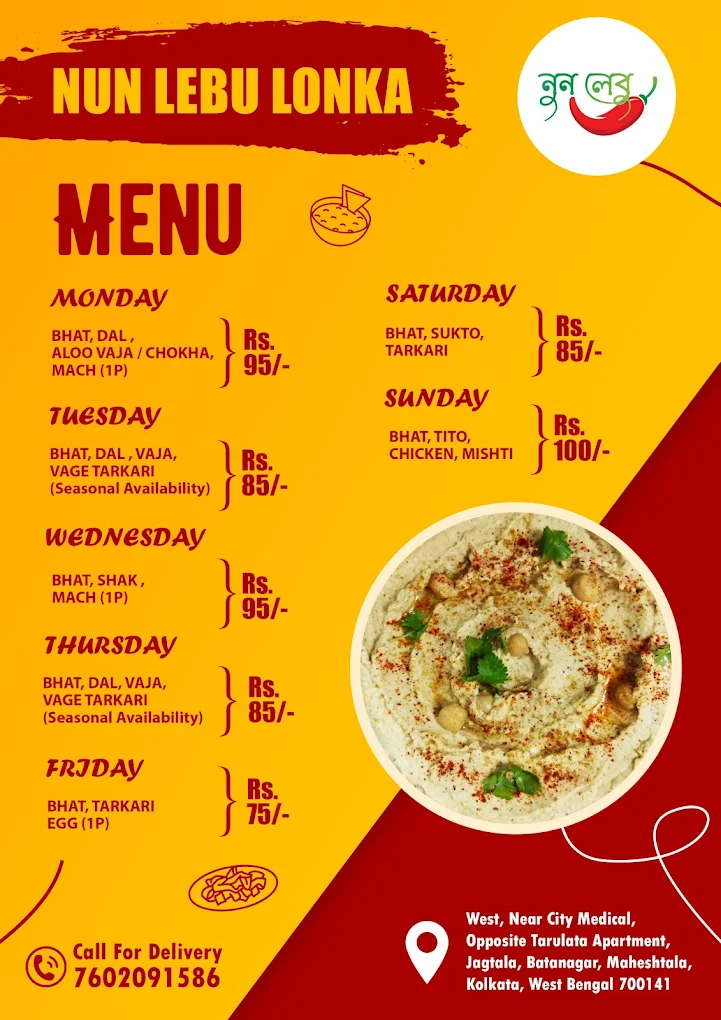 NUN LEBU LONKA
নুন লেবু
MENU
MONDAY
BHAT, DAL ,
ALOO VAJA / CHOKHA,
MACH (1P)
Rs.
95/-
TUESDAY
BHAT, DAL , VAJA,
VAGE TARKARI
(Seasonal Availability)
Rs.
85/-
WEDNESDAY
BHAT, SHAK ,
MACH (1P)
Rs.
95/-
THURSDAY
BHAT, DAL, VAJA,
VAGE TARKARI
(Seasonal Availability)
Rs.
85/-
FRIDAY
BHAT, TARKARI
EGG (1P)
Rs.
75/-
SATURDAY
BHAT, SUKTO,
TARKARI
Rs.
85/-
SUNDAY
BHAT, TITO,
CHICKEN, MISHTI
Rs.
100/-
Call For Delivery
7602091586
West, Near City Medical,
Opposite Tarulata Apartment,
Jagtala, Batanagar, Maheshtala,
Kolkata, West Bengal 700141